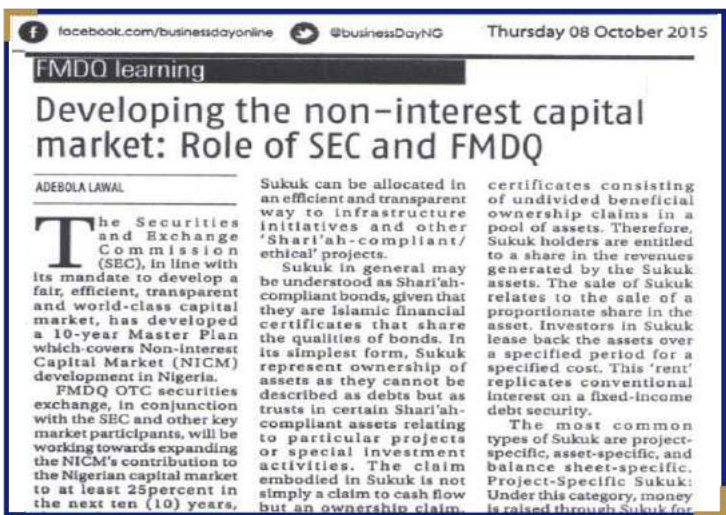 facebook.com/businessdayonline @businessDayNG Thursday 08 October 2015
FMDQ learning
Developing the non-interest capital
market: Role of SEC and FMDQ
ADEBOLA LAWAL
The Securities
and Exchange
Commission
(SEC), in line with
its mandate to develop a
fair, efficient, transparent
and world-class capital
market, has developed
a 10-year Master Plan
which covers Non-interest
Capital Market (NICM)
development in Nigeria.
FMDQ OTC securities
exchange, in conjunction
with the SEC and other key
market participants, will be
working towards expanding
the NICM's contribution to
the Nigerian capital market
to at least 25percent in
the next ten (10) years,
Sukuk can be allocated in
an efficient and transparent
way to infrastructure
initiatives and other
'Shari'ah-compliant/
ethical' projects.
Sukuk in general may
be understood as Shari'ah-
compliant bonds, given that
they are Islamic financial
certificates that share
the qualities of bonds. In
its simplest form, Sukuk
represent ownership of
assets as they cannot be
described as debts but as
trusts in certain Shari'ah-
compliant assets relating
to particular projects
or special investment
activities. The claim
embodied in Sukuk is not
simply a claim to cash flow
but an ownership claim.
certificates consisting
of undivided beneficial
ownership claims in a
pool of assets. Therefore,
Sukuk holders are entitled
to a share in the revenues
generated by the Sukuk
assets. The sale of Sukuk
relates to the sale of a
proportionate share in the
asset. Investors in Sukuk
lease back the assets over
a specified period for a
specified cost. This 'rent'
replicates conventional
interest on a fixed-income
debt security.
The most common
types of Sukuk are project-
specific, asset-specific, and
balance sheet-specific.
Project-Specific Sukuk:
Under this category, money
is raised through Sukuk for